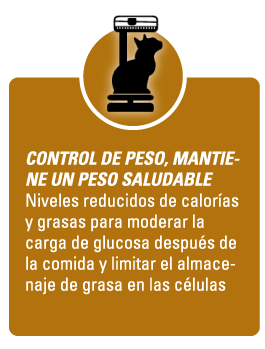 CONTROL DE PESO, MANTIE-
NE UN PESO SALUDABLE
Niveles reducidos de calorías
y grasas para moderar la
carga de glucosa después de
la comida y limitar el almace-
naje de grasa en las células